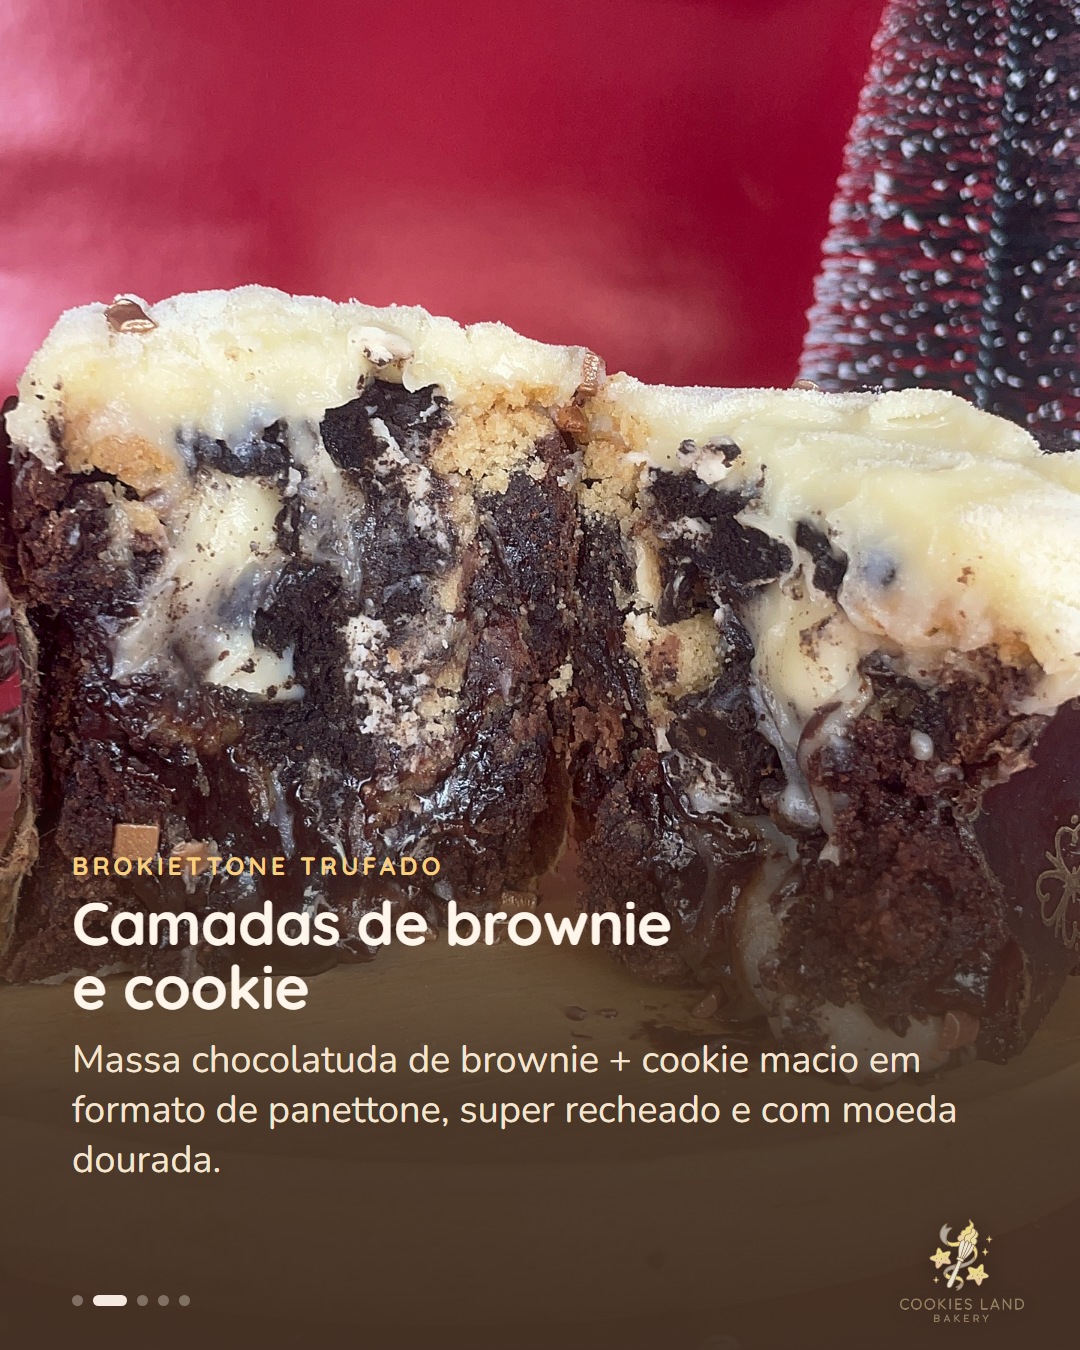 BROKIETTONE TRUFADO
Camadas de brownie
e cookie
Massa chocolatuda de brownie + cookie macio em
formato de panettone, super recheado e com moeda
dourada.
COOKIES LAND
BAKERY